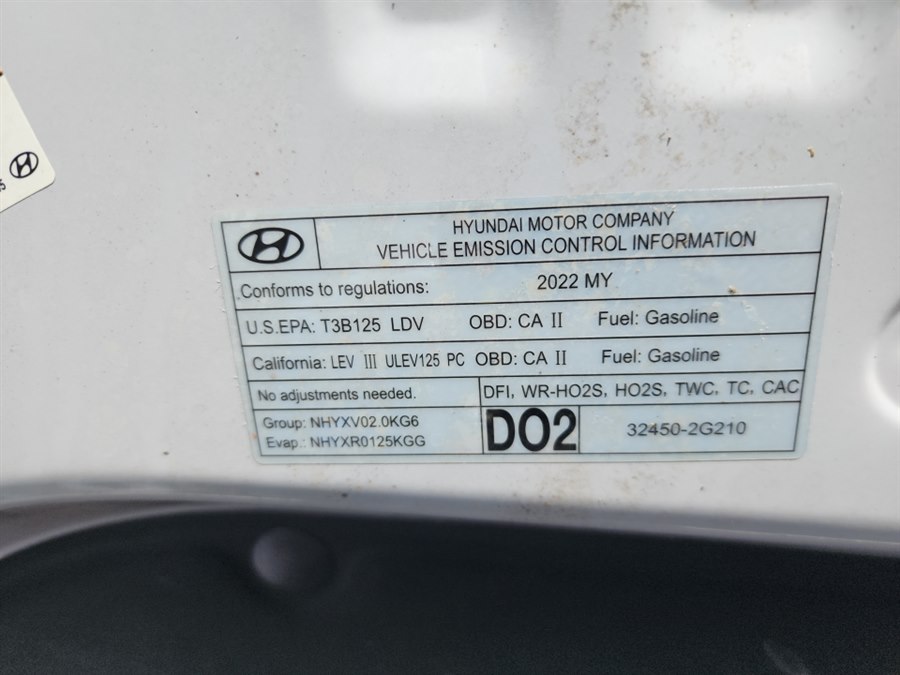 HYUNDAI MOTOR COMPANY
VEHICLE EMISSION CONTROL INFORMATION
Conforms to regulations: 2022 MY
U.S.EPA: T3B125 LDV OBD: CA II Fuel: Gasoline
California: LEV III ULEV125 PC OBD: CA II Fuel: Gasoline
No adjustments needed. DFI, WR-HO2S, HO2S, TWC, TC, CAC
Group: NHYXV02.0KG6
Evap.: NHYXR0125KGG
DO2
32450-2G210